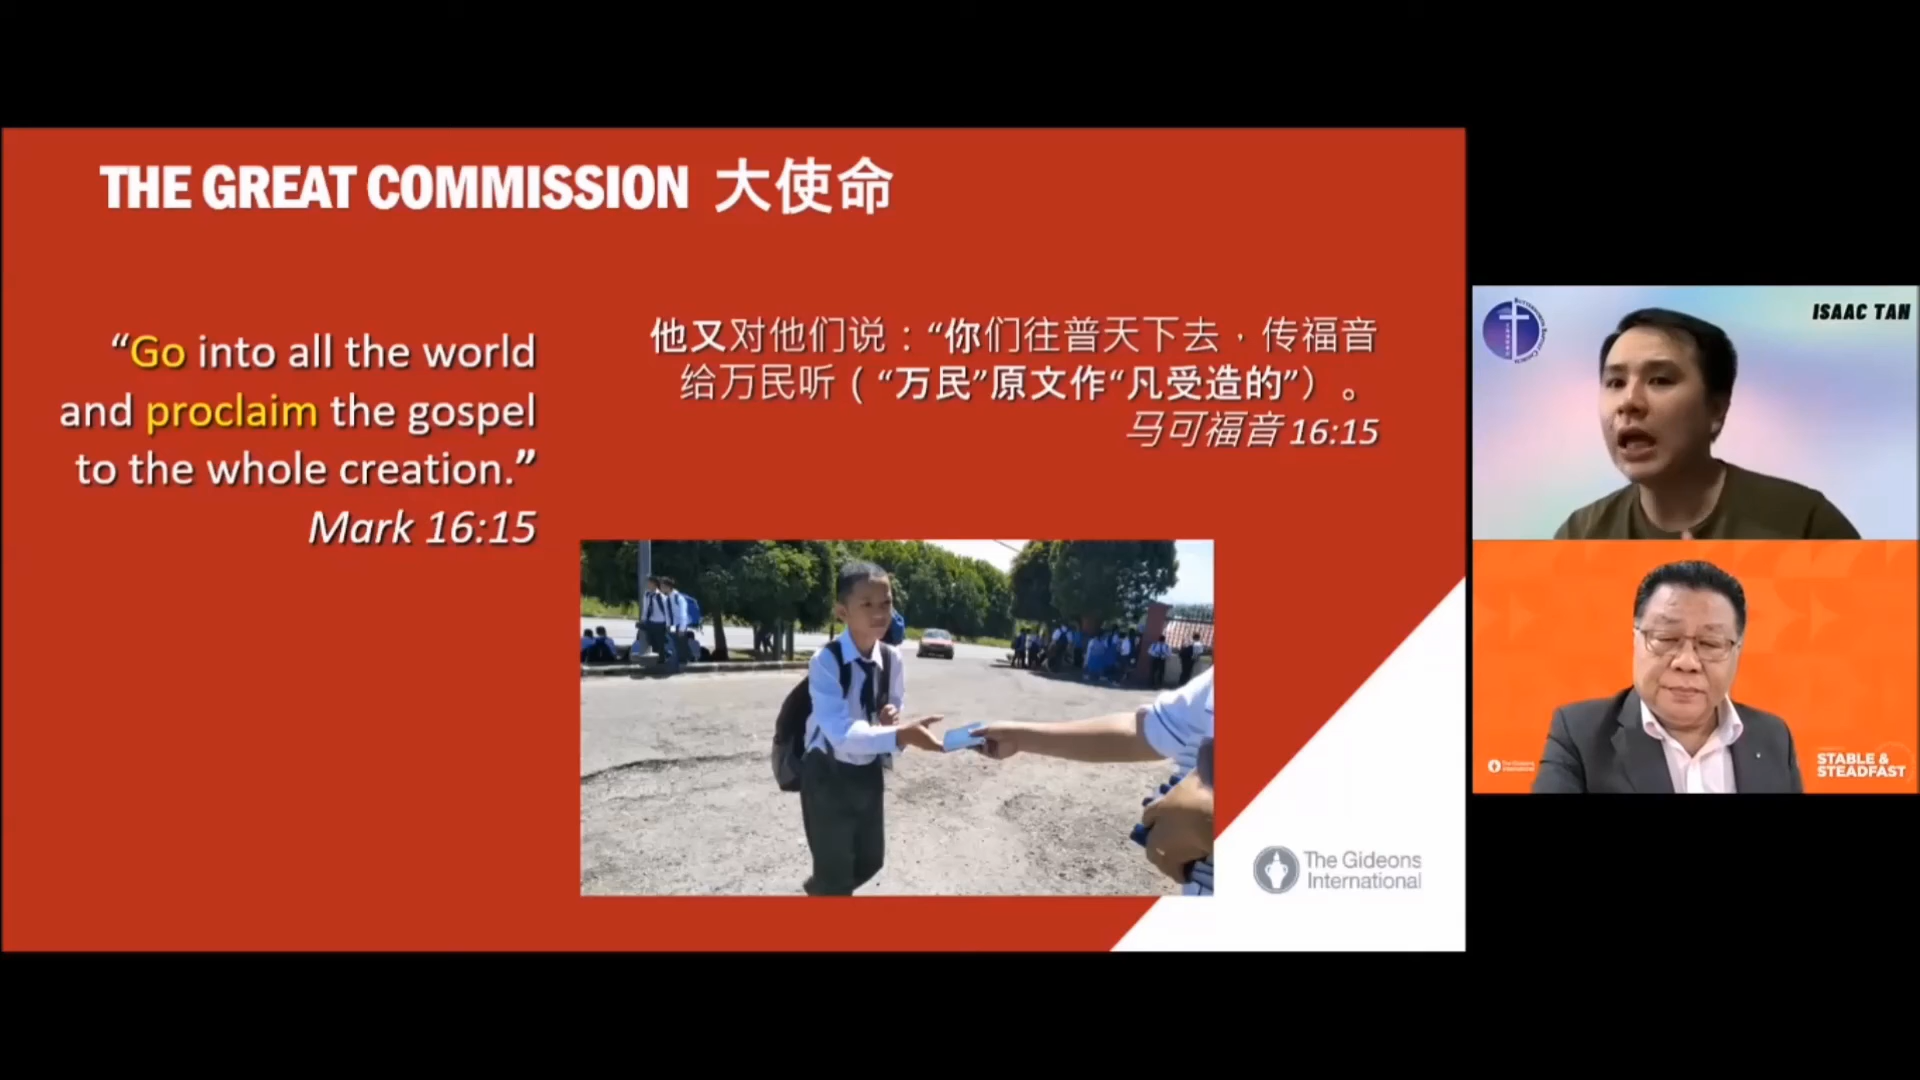 THE GREAT COMMISSION 大使命
“Go into all the world
and proclaim the gospel
to the whole creation.”
Mark 16:15
他又对他们说：“你们往普天下去，传福音
给万民听（“万民”原文作“凡受造的”）。
马可福音 16:15
The Gideons
International
ISAAC TAN
The Gideons
International
STABLE &
STEADFAST